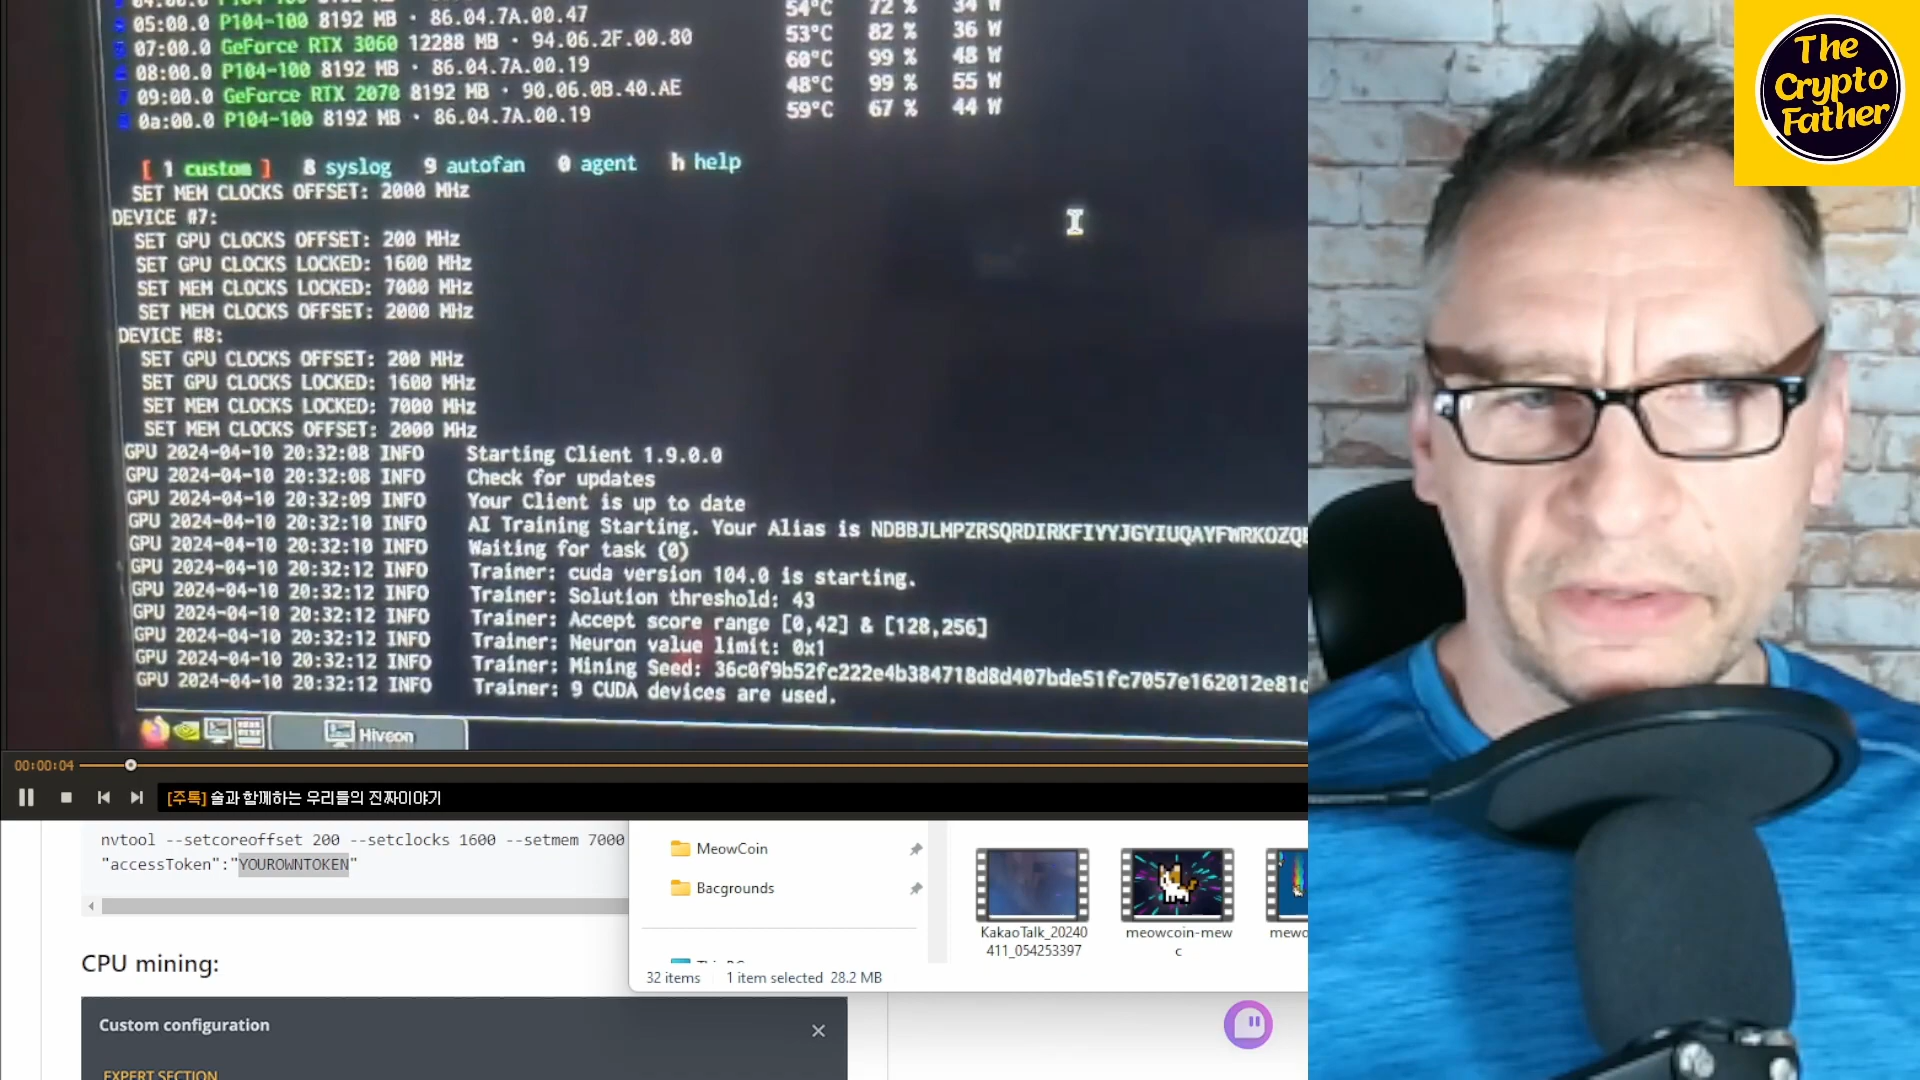 05:00.0 P104-100 8192 MB · 86.04.7A.00.47
07:00.0 GeForce RTX 3060 12288 MB · 94.06.2F.00.80
08:00.0 P104-100 8192 MB · 86.04.7A.00.19
09:00.0 GeForce RTX 2070 8192 MB · 90.06.0B.40.AE
0a:00.0 P104-100 8192 MB · 86.04.7A.00.19
54°C 72 % 34 W
53°C 82 % 36 W
60°C 99 % 48 W
48°C 99 % 55 W
59°C 67 % 44 W
[ 1 custom ] 8 syslog 9 autofan 0 agent h help
SET MEM CLOCKS OFFSET: 2000 MHz
DEVICE #7:
SET GPU CLOCKS OFFSET: 200 MHz
SET GPU CLOCKS LOCKED: 1600 MHz
SET MEM CLOCKS LOCKED: 7000 MHz
SET MEM CLOCKS OFFSET: 2000 MHz
DEVICE #8:
SET GPU CLOCKS OFFSET: 200 MHz
SET GPU CLOCKS LOCKED: 1600 MHz
SET MEM CLOCKS LOCKED: 7000 MHz
SET MEM CLOCKS OFFSET: 2000 MHz
GPU 2024-04-10 20:32:08 INFO Starting Client 1.9.0.0
GPU 2024-04-10 20:32:08 INFO Check for updates
GPU 2024-04-10 20:32:09 INFO Your Client is up to date
GPU 2024-04-10 20:32:10 INFO AI Training Starting. Your Alias is NDBBJLMPZRSQRDIRKFIYYJGYIUQAYFWRKOZQ
GPU 2024-04-10 20:32:10 INFO Waiting for task (0)
GPU 2024-04-10 20:32:12 INFO Trainer: cuda version 104.0 is starting.
GPU 2024-04-10 20:32:12 INFO Trainer: Solution threshold: 43
GPU 2024-04-10 20:32:12 INFO Trainer: Accept score range [0,42] & [128,256]
GPU 2024-04-10 20:32:12 INFO Trainer: Neuron value limit: 0x1
GPU 2024-04-10 20:32:12 INFO Trainer: Mining Seed: 36c0f9b52fc222e4b384718d8d407bde51fc7057e162012e81c
GPU 2024-04-10 20:32:12 INFO Trainer: 9 CUDA devices are used.
Hiveon
00:00:04
[주톡] 술과 함께하는 우리들의 진짜이야기
nvtool --setcoreoffset 200 --setclocks 1600 --setmem 7000
"accessToken":"YOUROWNTOKEN"
MeowCoin
Bacgrounds
KakaoTalk_20240
411_054253397
meowcoin-mew
c
mewc
32 items 1 item selected 28.2 MB
CPU mining:
Custom configuration
EXPERT SECTION
The
Crypto
Father